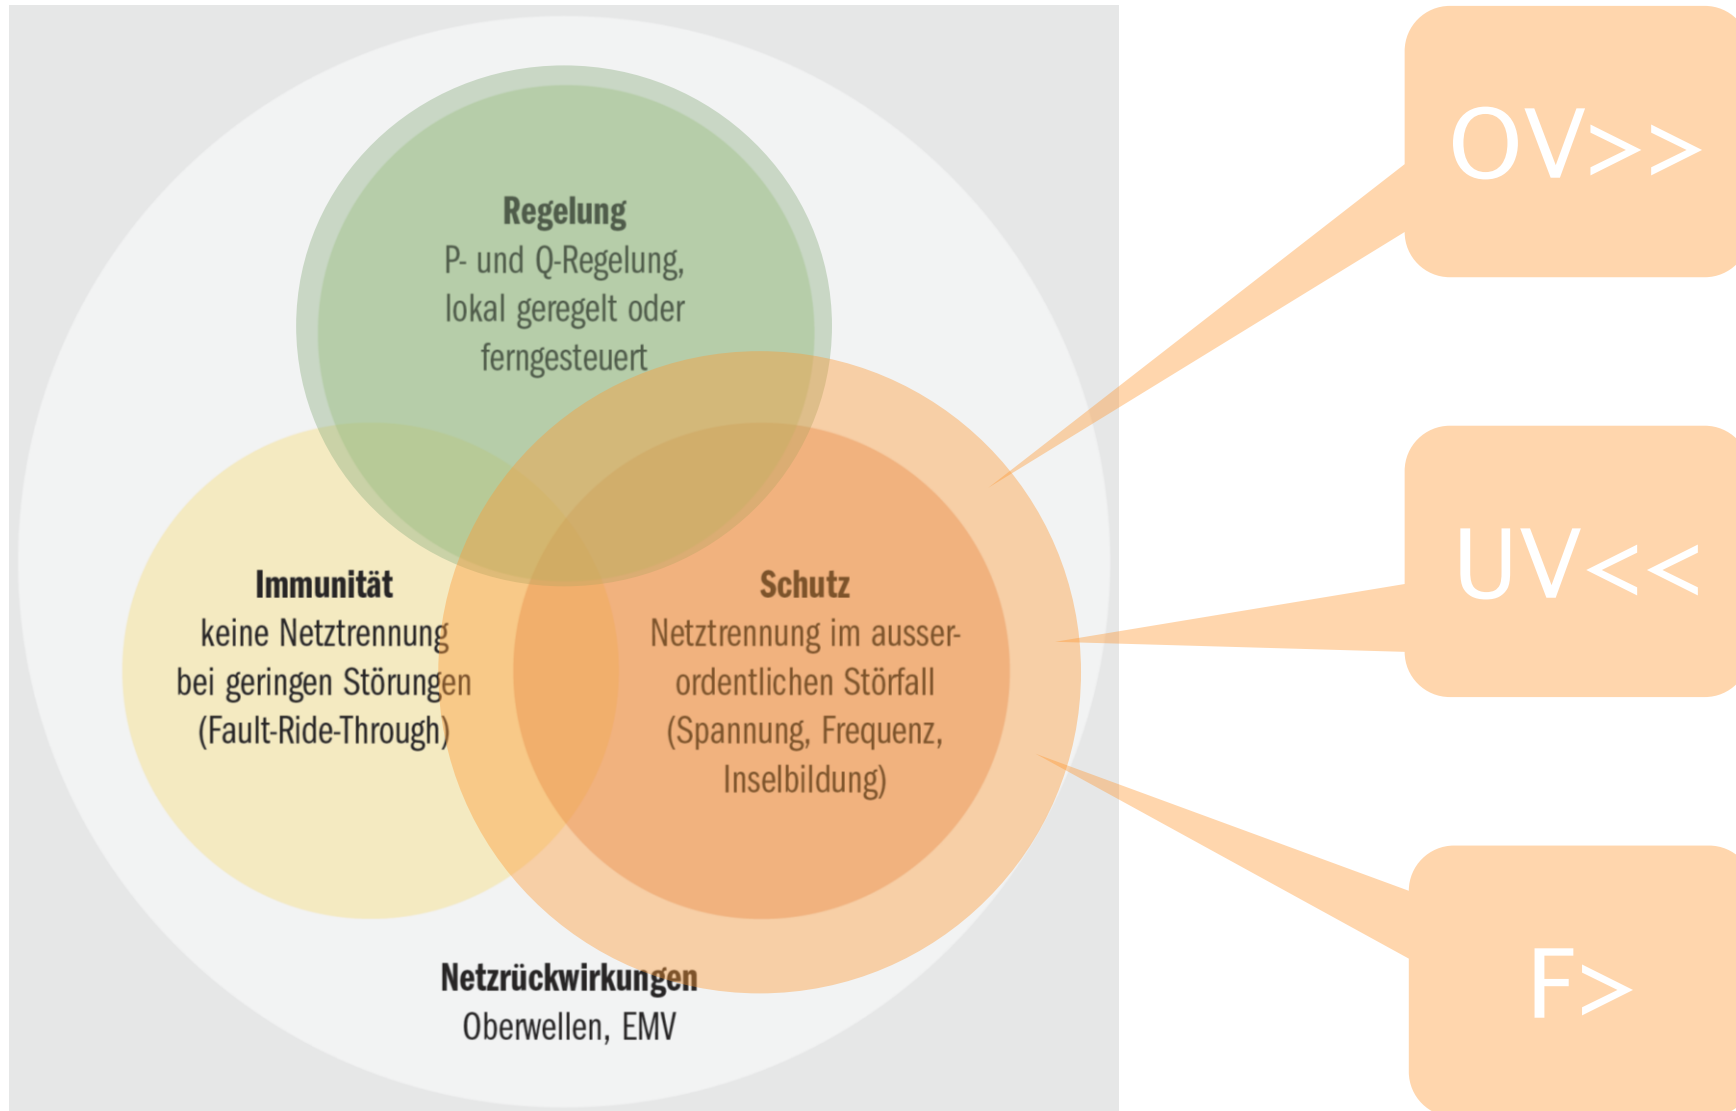 Regelung
P- und Q-Regelung,
lokal geregelt oder
ferngesteuert
Immunität
keine Netztrennung
bei geringen Störungen
(Fault-Ride-Through)
Schutz
Netztrennung im ausser-
ordentlichen Störfall
(Spannung, Frequenz,
Inselbildung)
Netzrückwirkungen
Oberwellen, EMV
OV>>
UV<<
F>